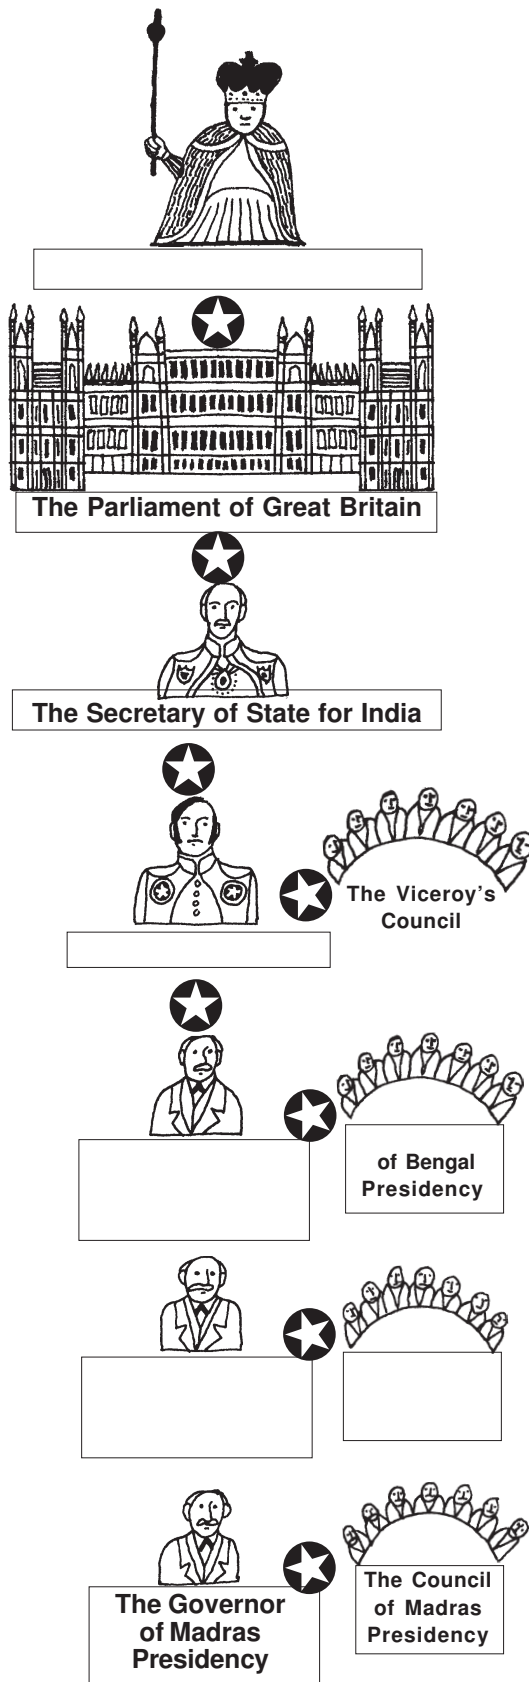 The Parliament of Great Britain
The Secretary of State for India
The Viceroy's
Council
of Bengal
Presidency
The Governor
of Madras
Presidency
The Council
of Madras
Presidency